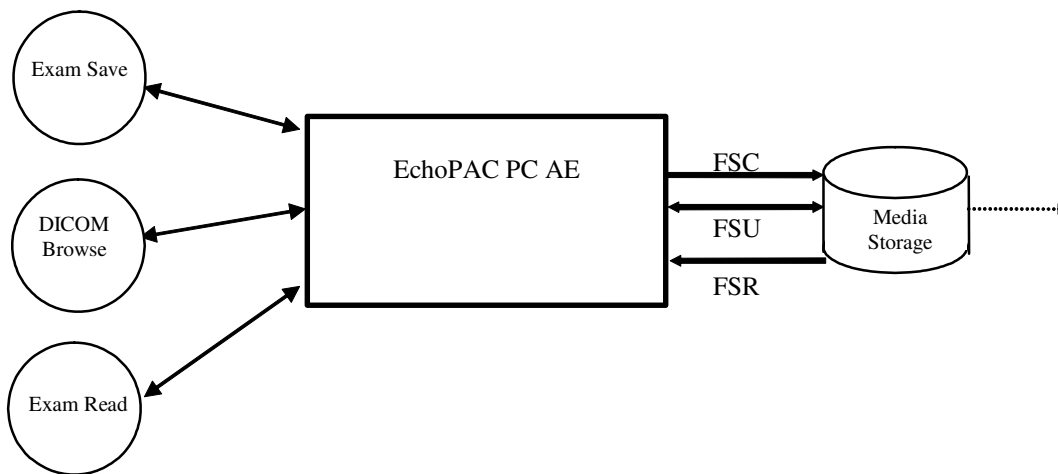 Exam Save
DICOM
Browse
Exam Read
EchoPAC PC AE
FSC
FSU
FSR
Media
Storage